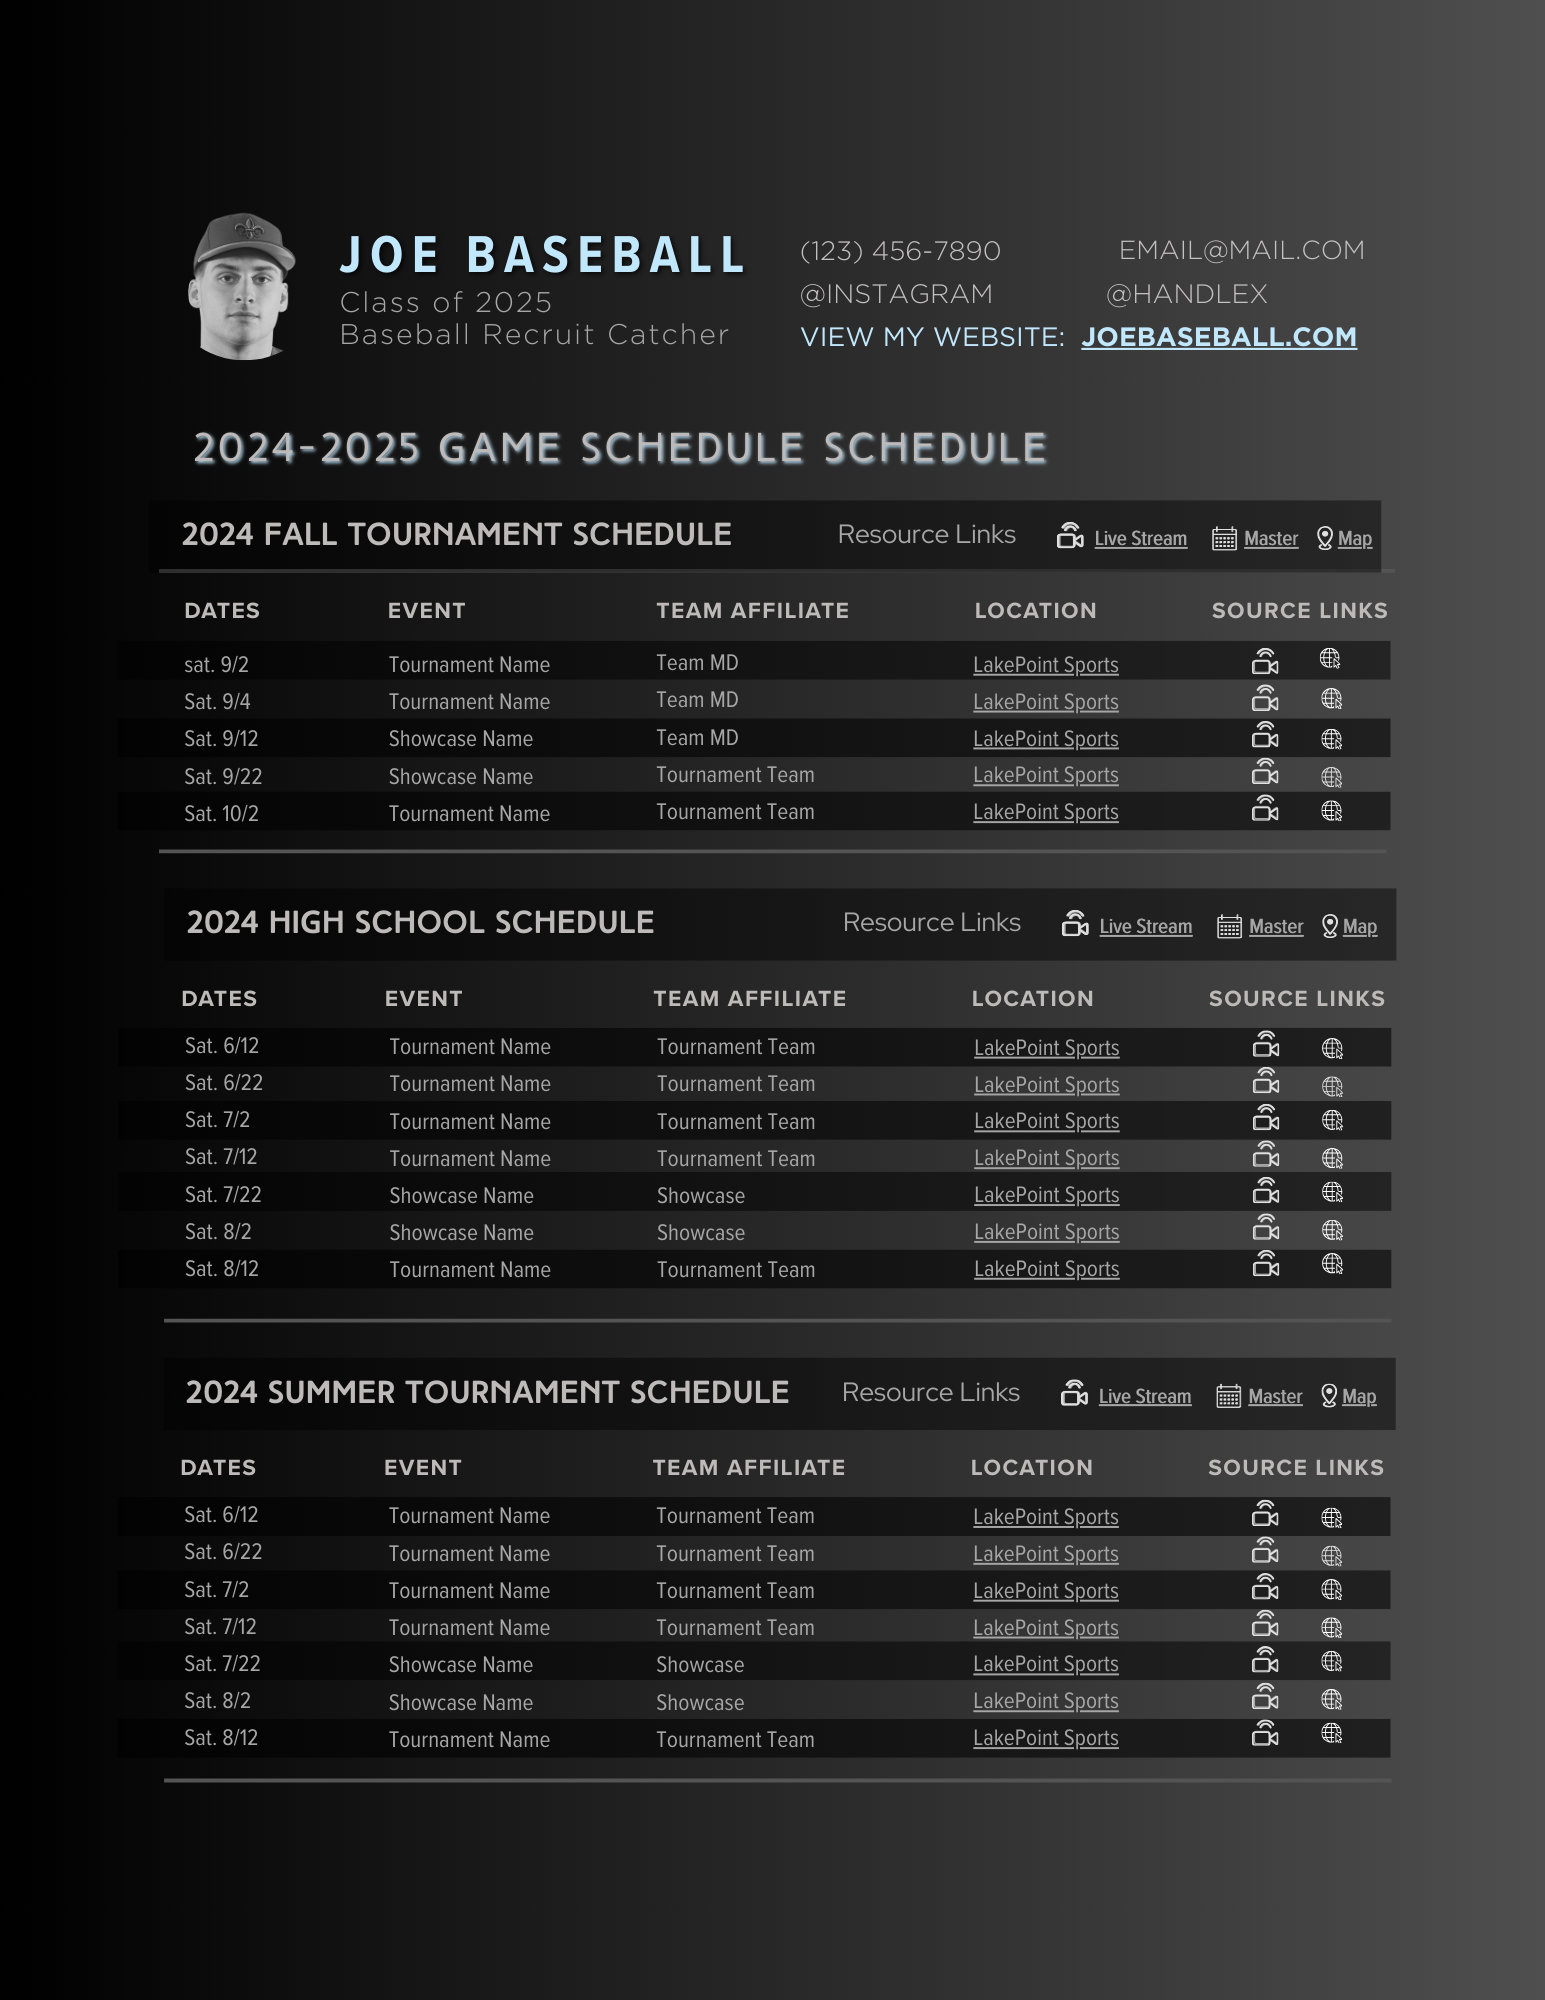 JOE BASEBALL
Class of 2025
Baseball Recruit Catcher
(123) 456-7890 EMAIL@MAIL.COM
@INSTAGRAM @HANDLEX
VIEW MY WEBSITE: JOEBASEBALL.COM
2024-2025 GAME SCHEDULE SCHEDULE
2024 FALL TOURNAMENT SCHEDULE Resource Links Live Stream Master Map
DATES EVENT TEAM AFFILIATE LOCATION SOURCE LINKS
sat. 9/2 Tournament Name Team MD LakePoint Sports
Sat. 9/4 Tournament Name Team MD LakePoint Sports
Sat. 9/12 Showcase Name Team MD LakePoint Sports
Sat. 9/22 Showcase Name Tournament Team LakePoint Sports
Sat. 10/2 Tournament Name Tournament Team LakePoint Sports
2024 HIGH SCHOOL SCHEDULE Resource Links Live Stream Master Map
DATES EVENT TEAM AFFILIATE LOCATION SOURCE LINKS
Sat. 6/12 Tournament Name Tournament Team LakePoint Sports
Sat. 6/22 Tournament Name Tournament Team LakePoint Sports
Sat. 7/2 Tournament Name Tournament Team LakePoint Sports
Sat. 7/12 Tournament Name Tournament Team LakePoint Sports
Sat. 7/22 Showcase Name Showcase LakePoint Sports
Sat. 8/2 Showcase Name Showcase LakePoint Sports
Sat. 8/12 Tournament Name Tournament Team LakePoint Sports
2024 SUMMER TOURNAMENT SCHEDULE Resource Links Live Stream Master Map
DATES EVENT TEAM AFFILIATE LOCATION SOURCE LINKS
Sat. 6/12 Tournament Name Tournament Team LakePoint Sports
Sat. 6/22 Tournament Name Tournament Team LakePoint Sports
Sat. 7/2 Tournament Name Tournament Team LakePoint Sports
Sat. 7/12 Tournament Name Tournament Team LakePoint Sports
Sat. 7/22 Showcase Name Showcase LakePoint Sports
Sat. 8/2 Showcase Name Showcase LakePoint Sports
Sat. 8/12 Tournament Name Tournament Team LakePoint Sports